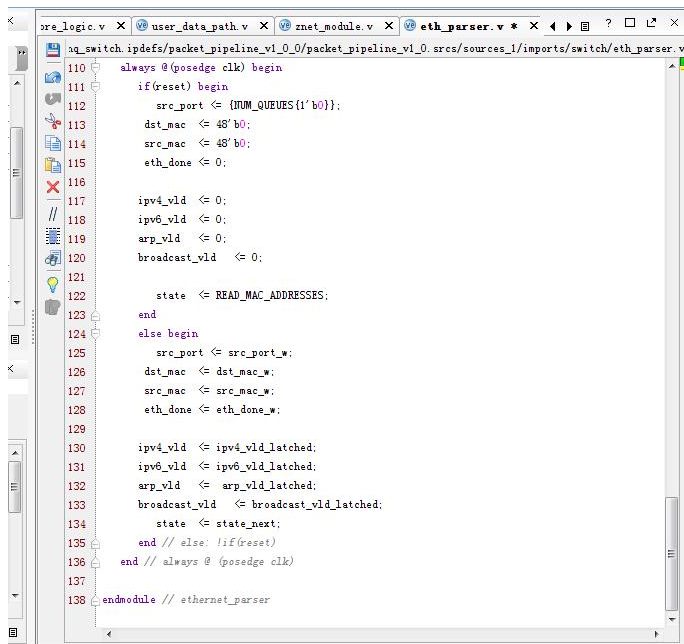 ore_logic.v × user_data_path.v × znet_module.v × eth_parser.v * ×
nq_switch.ipdefs/packet_pipeline_v1_0_0/packet_pipeline_v1_0.srcs/sources_1/imports/switch/eth_parser.v
110 always @(posedge clk) begin
111 if(reset) begin
112 src_port <= {NUM_QUEUES{1'b0}};
113 dst_mac <= 48'b0;
114 src_mac <= 48'b0;
115 eth_done <= 0;
116
117 ipv4_vld <= 0;
118 ipv6_vld <= 0;
119 arp_vld <= 0;
120 broadcast_vld <= 0;
121
122 state <= READ_MAC_ADDRESSES;
123 end
124 else begin
125 src_port <= src_port_w;
126 dst_mac <= dst_mac_w;
127 src_mac <= src_mac_w;
128 eth_done <= eth_done_w;
129
130 ipv4_vld <= ipv4_vld_latched;
131 ipv6_vld <= ipv6_vld_latched;
132 arp_vld <= arp_vld_latched;
133 broadcast_vld <= broadcast_vld_latched;
134 state <= state_next;
135 end // else: !if(reset)
136 end // always @ (posedge clk)
137
138 endmodule // ethernet_parser